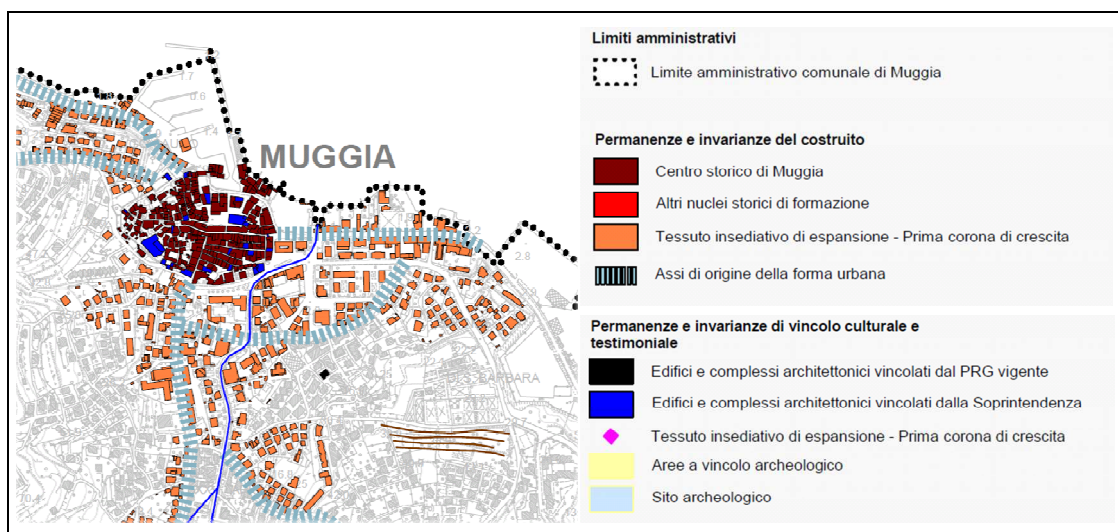 MUGGIA
2.8
BARBARA
Limiti amministrativi
Limite amministrativo comunale di Muggia
Permanenze e invarianze del costruito
Centro storico di Muggia
Altri nuclei storici di formazione
Tessuto insediativo di espansione - Prima corona di crescita
Assi di origine della forma urbana
Permanenze e invarianze di vincolo culturale e
testimoniale
Edifici e complessi architettonici vincolati dal PRG vigente
Edifici e complessi architettonici vincolati dalla Soprintendenza
Tessuto insediativo di espansione - Prima corona di crescita
Aree a vincolo archeologico
Sito archeologico